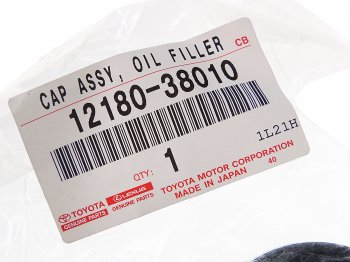 CAP ASSY, OIL FILLER CB
12180-38010
1L21H
QTY: 1
TOYOTA GENUINE PARTS
LEXUS GENUINE PARTS
TOYOTA MOTOR CORPORATION
MADE IN JAPAN 40